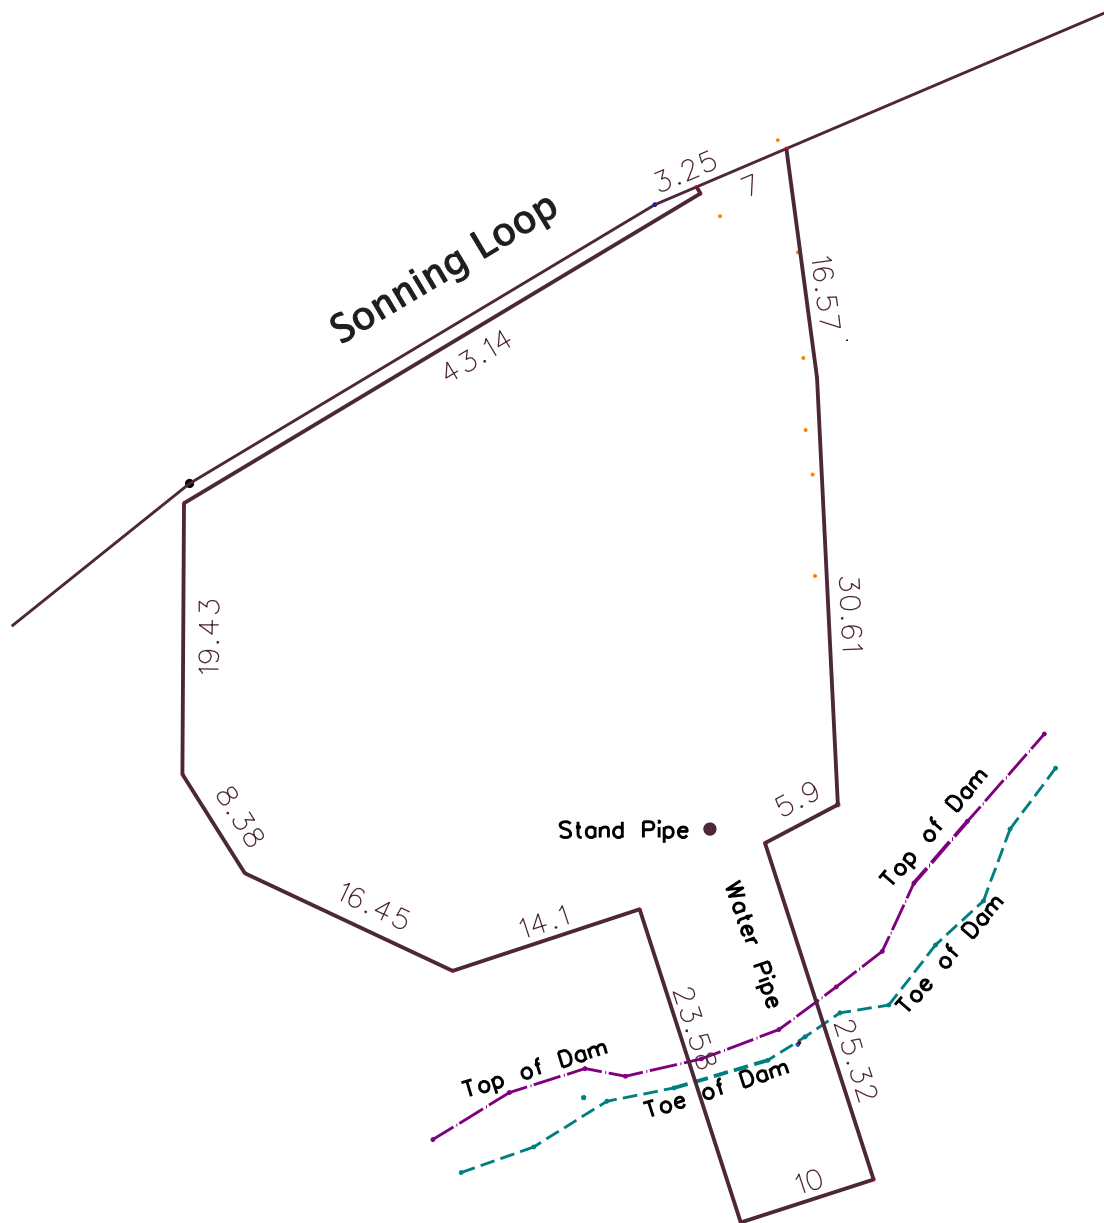 3.25
7
Sonning Loop
43.14
16.57
19.43
30.61
8.38
5.9
Stand Pipe
16.45
14.1
Water Pipe
Top of Dam
Toe of Dam
23.58
25.32
Top of Dam
Toe of Dam
10